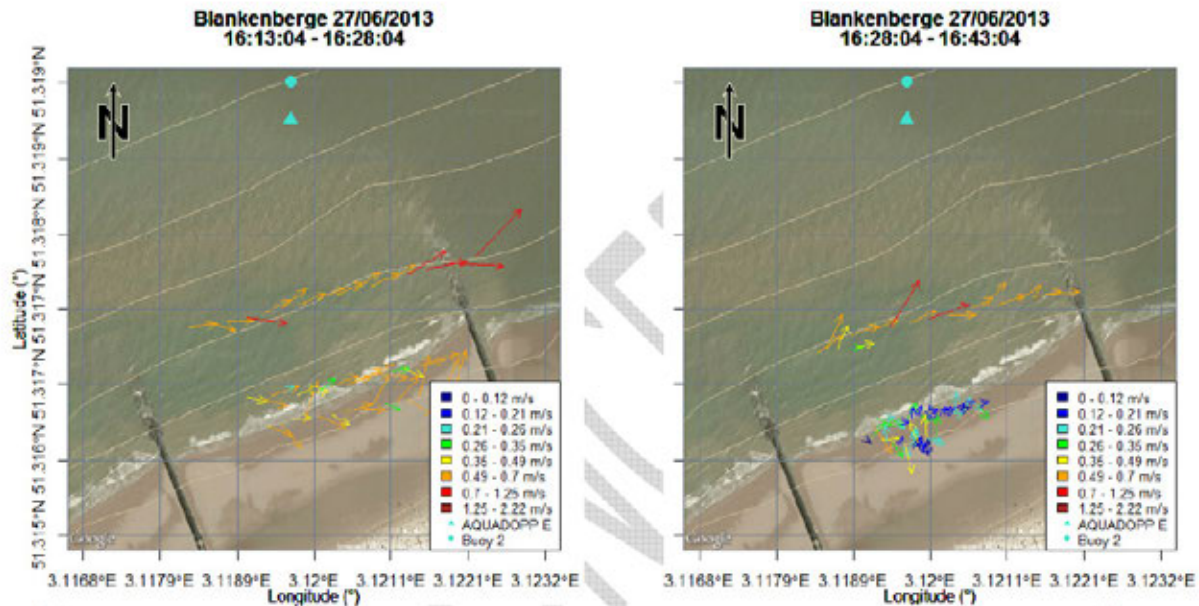 Blankenberge 27/06/2013
16:13:04 - 16:28:04
N
51.319°N
51.319°N
51.318°N
51.317°N
51.317°N
51.316°N
51.315°N
Latitude (°)
0 - 0.12 m/s
0.12 - 0.21 m/s
0.21 - 0.26 m/s
0.26 - 0.35 m/s
0.35 - 0.49 m/s
0.49 - 0.7 m/s
0.7 - 1.25 m/s
1.25 - 2.22 m/s
AQUADOPP E
Buoy 2
Google
3.1168°E 3.1179°E 3.1189°E 3.12°E 3.1211°E 3.1221°E 3.1232°E
Longitude (°)
Blankenberge 27/06/2013
16:28:04 - 16:43:04
N
0 - 0.12 m/s
0.12 - 0.21 m/s
0.21 - 0.26 m/s
0.26 - 0.35 m/s
0.35 - 0.49 m/s
0.49 - 0.7 m/s
0.7 - 1.25 m/s
1.25 - 2.22 m/s
AQUADOPP E
Buoy 2
Google
3.1168°E 3.1179°E 3.1189°E 3.12°E 3.1211°E 3.1221°E 3.1232°E
Longitude (°)